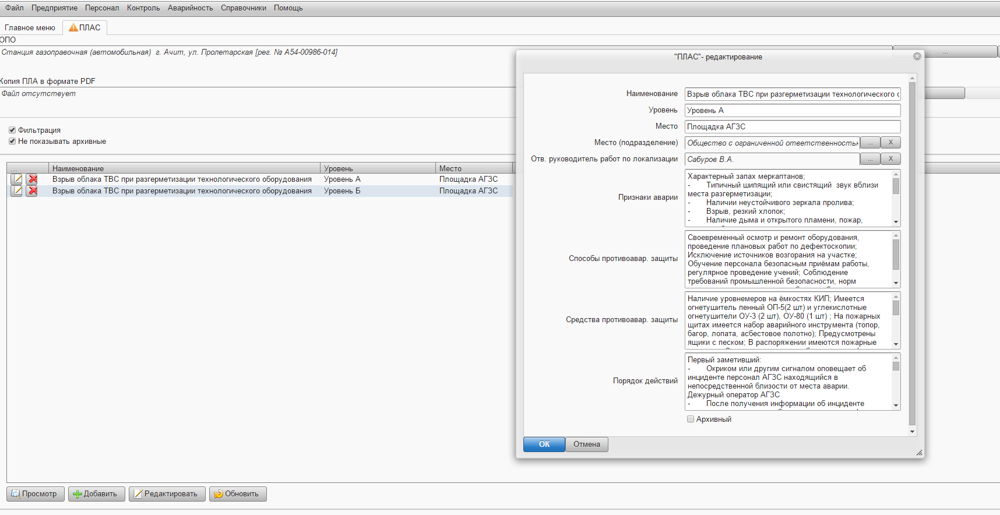 Файл Предприятие Персонал Контроль Аварийность Справочники Помощь
Главное меню ПЛАС
ОПО
Станция газоправочная (автомобильная) г. Ачит, ул. Пролетарская [рег. № А54-00986-014]
...
Копия ПЛА в формате PDF
Файл отсутствует
Фильтрация
Не показывать архивные
... Наименование Уровень Место
Взрыв облака ТВС при разгерметизации технологического оборудования Уровень А Площадка АГЗС
Взрыв облака ТВС при разгерметизации технологического оборудования Уровень Б Площадка АГЗС
Просмотр Добавить Редактировать Обновить
"ПЛАС"- редактирование
Наименование Взрыв облака ТВС при разгерметизации технологического
Уровень Уровень А
Место Площадка АГЗС
Место (подразделение) Общество с ограниченной ответственность ... X
Отв. руководитель работ по локализации Сабуров В.А. ... X
Признаки аварии
Характерный запах меркаптанов;
- Типичный шипящий или свистящий звук вблизи
места разгерметизации;
- Наличии неустойчивого зеркала пролива;
- Взрыв, резкий хлопок;
- Наличие дыма и открытого пламени, пожар,
Способы противоавар. защиты
Своевременный осмотр и ремонт оборудования,
проведение плановых работ по дефектоскопии;
Исключение источников возгорания на участке;
Обучение персонала безопасным приёмам работы,
регулярное проведение учений; Соблюдение
требований промышленной безопасности, норм
Средства противоавар. защиты
Наличие уровнемеров на ёмкостях КИП; Имеется
огнетушитель пенный ОП-5(2 шт) и углекислотные
огнетушители ОУ-3 (2 шт), ОУ-80 (1 шт) ; На пожарных
щитах имеется набор аварийного инструмента (топор,
багор, лопата, асбестовое полотно); Предусмотрены
ящики с песком; В распоряжении имеются пожарные
Порядок действий
Первый заметивший:
- Окриком или другим сигналом оповещает об
инциденте персонал АГЗС находящийся в
непосредственной близости от места аварии.
Дежурный оператор АГЗС
- После получения информации об инциденте
Архивный
ОК Отмена